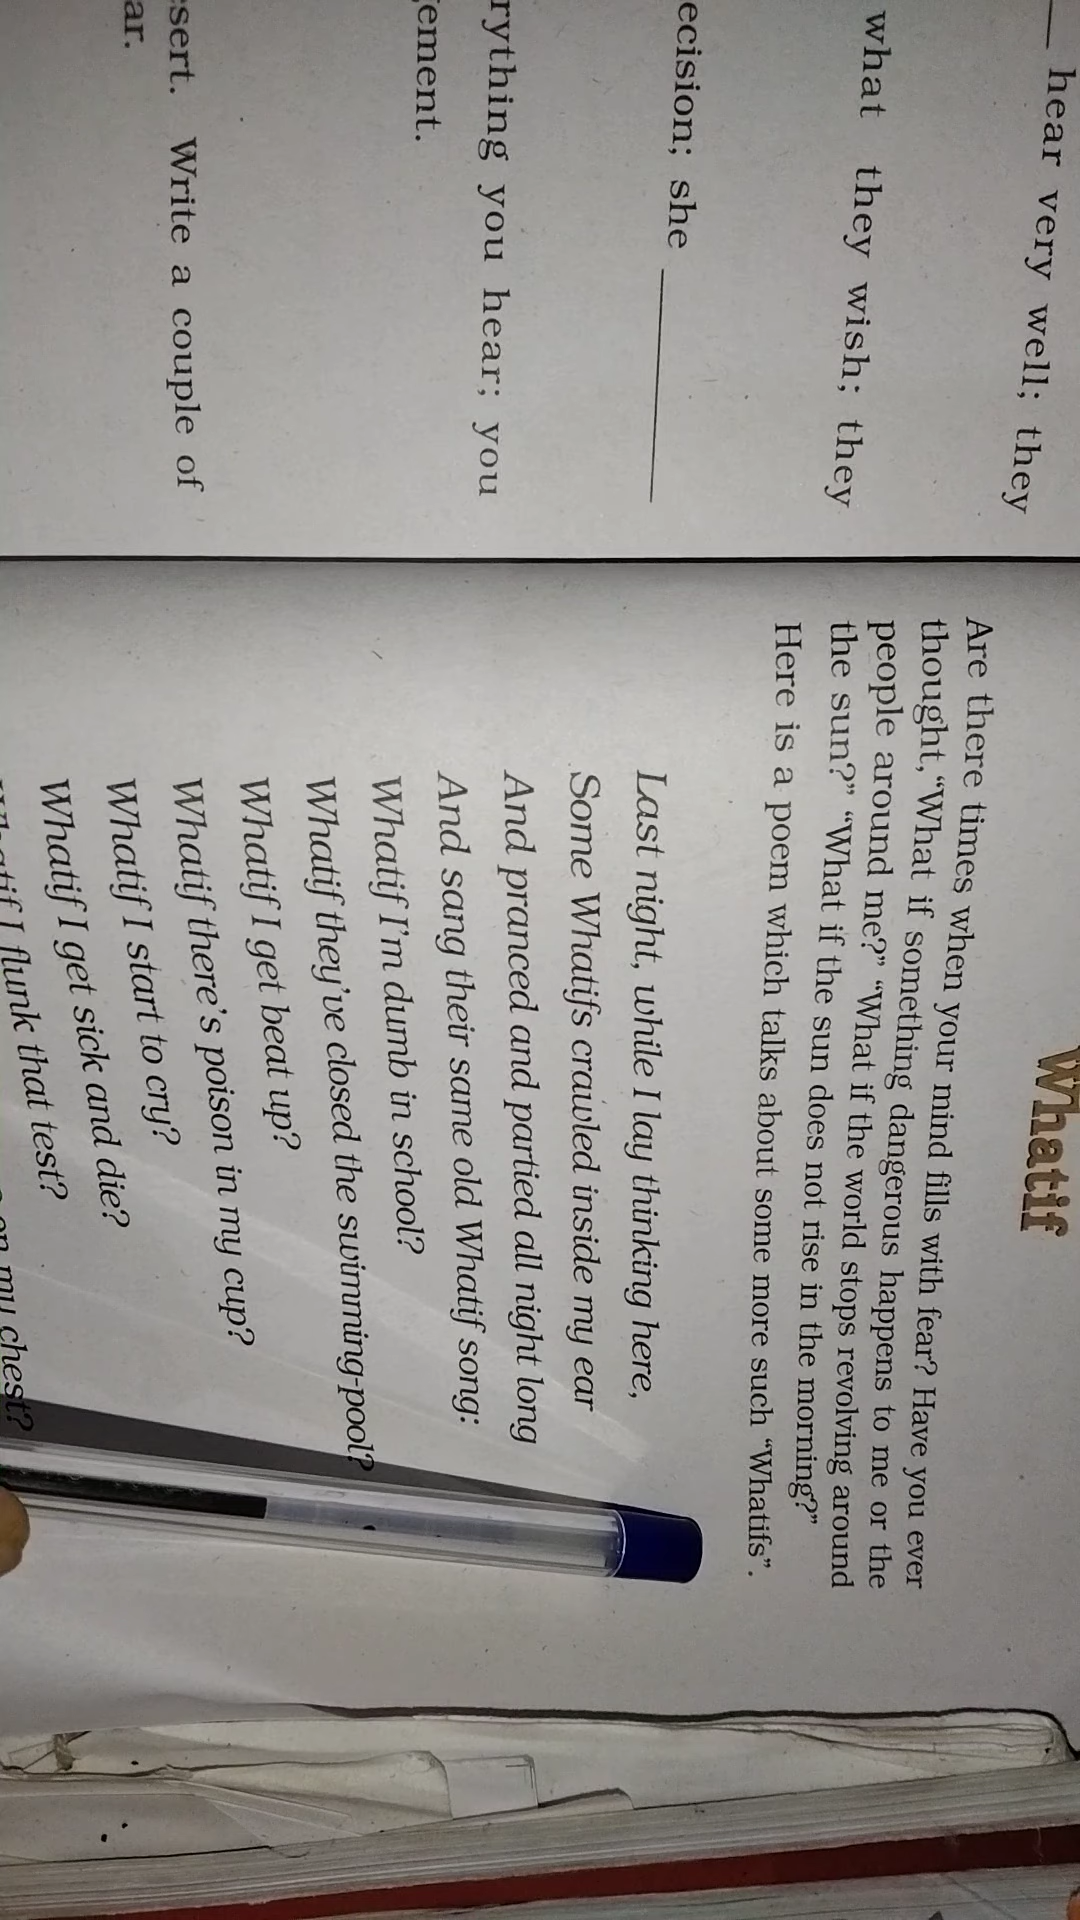 hear very well; they
what they wish; they
ecision; she
rything you hear; you
ement.
sert. Write a couple of
ar.
Whatif
Are there times when your mind fills with fear? Have you ever
thought, “What if something dangerous happens to me or the
people around me?” “What if the world stops revolving around
the sun?” “What if the sun does not rise in the morning?”
Here is a poem which talks about some more such “Whatifs”.
Last night, while I lay thinking here,
Some Whatifs crawled inside my ear
And pranced and partied all night long
And sang their same old Whatif song:
Whatif I’m dumb in school?
Whatif they’ve closed the swimming-pool?
Whatif I get beat up?
Whatif there’s poison in my cup?
Whatif I start to cry?
Whatif I get sick and die?
Whatif I flunk that test?
on my chest?